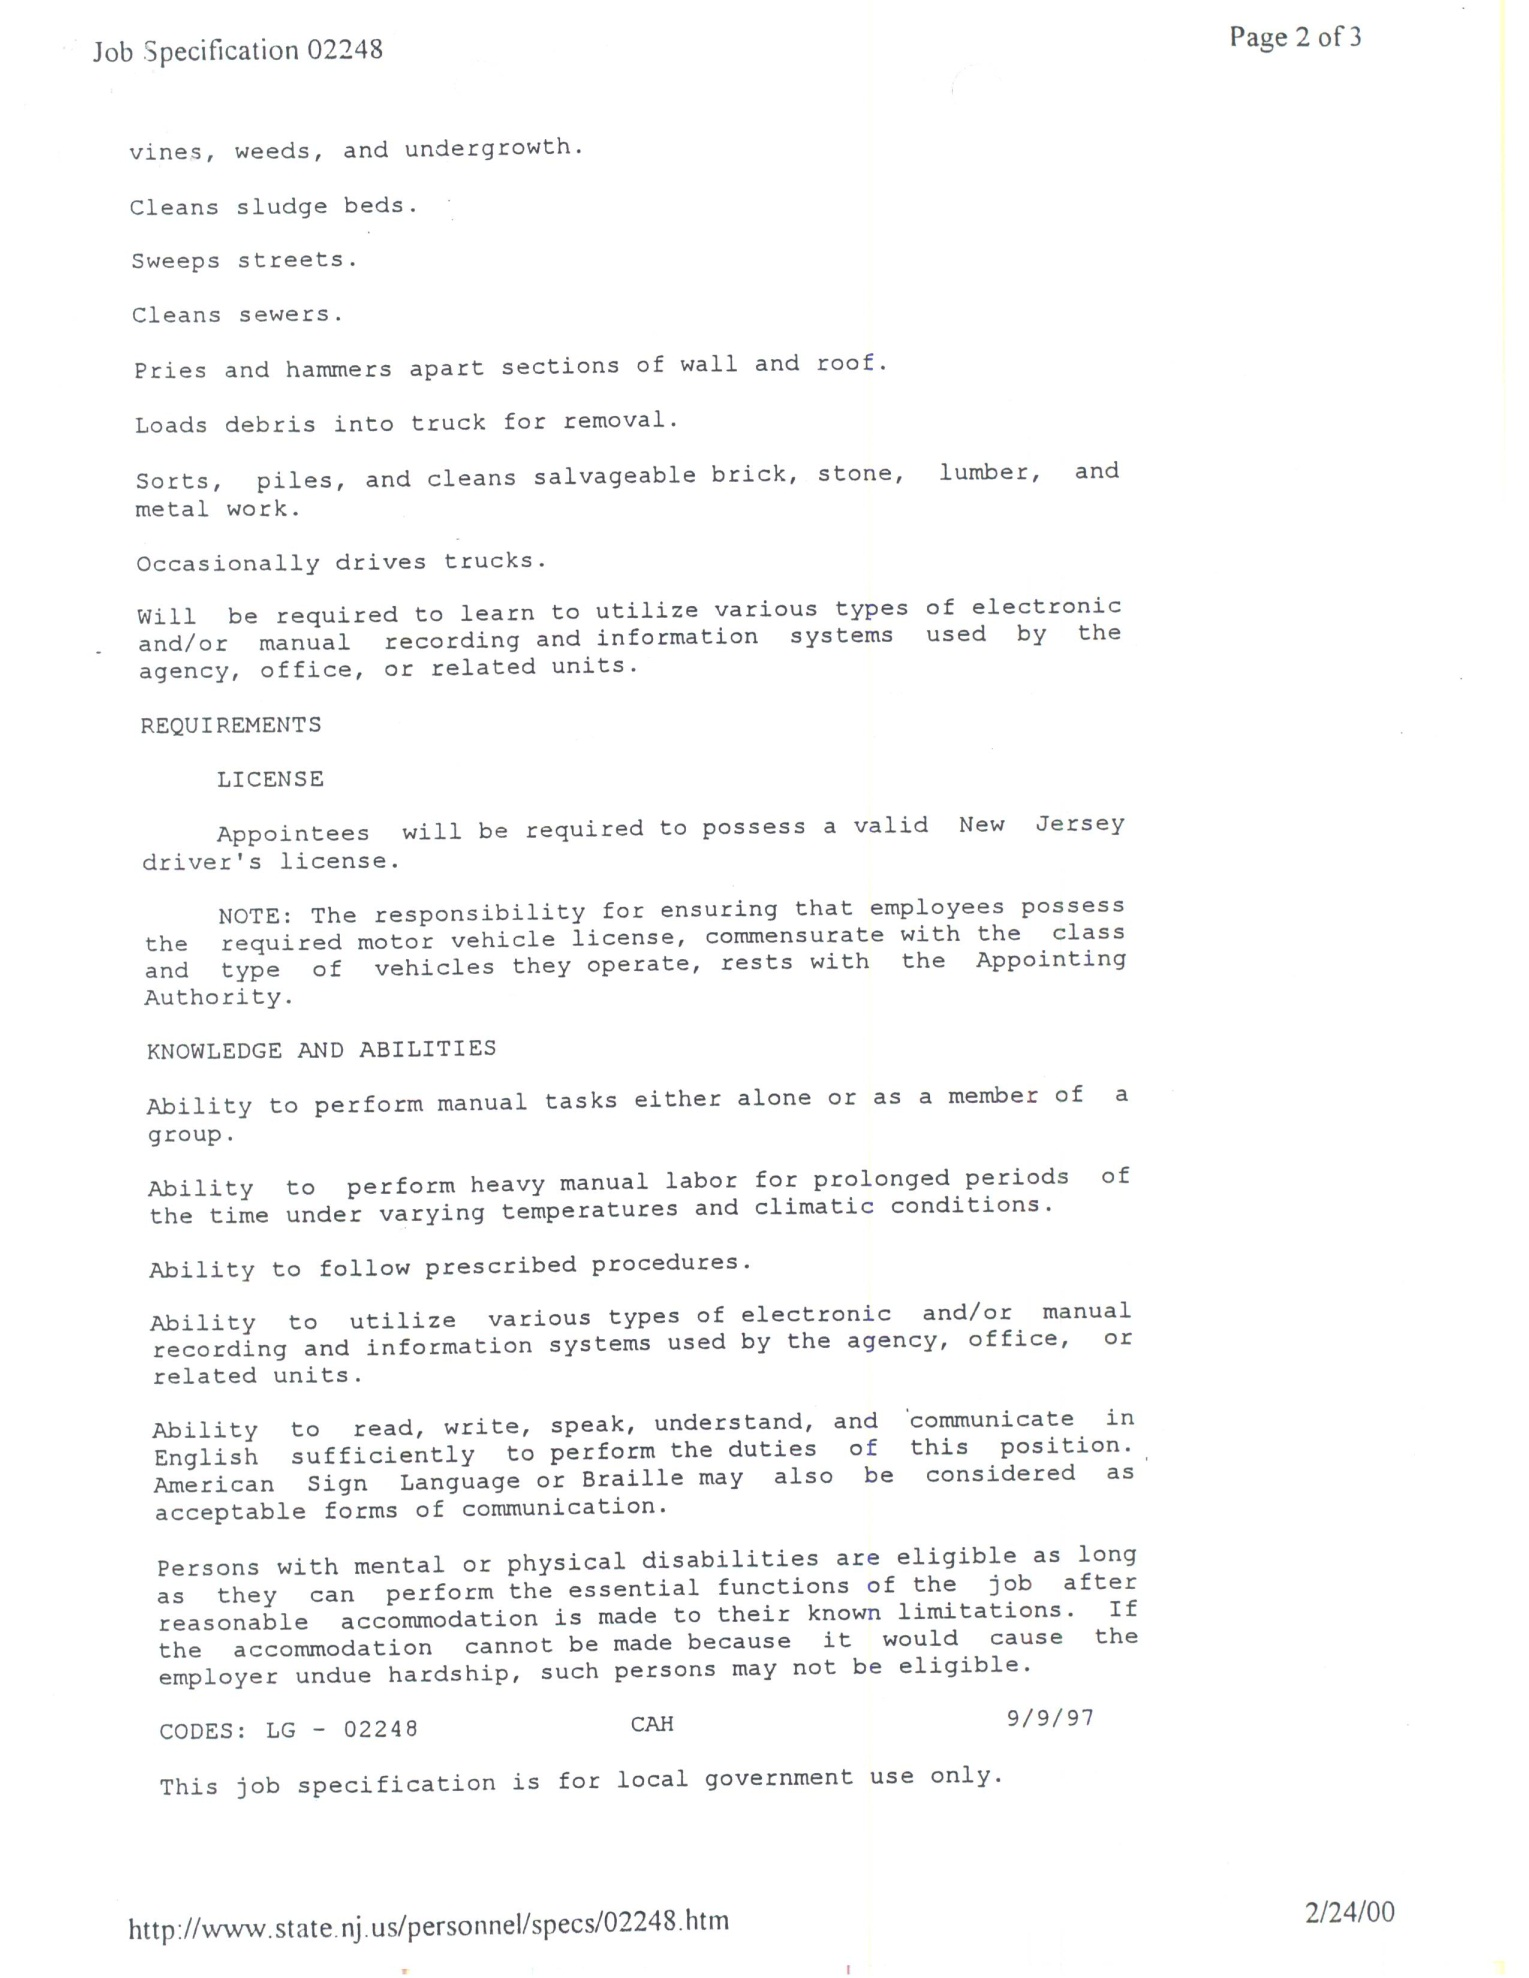 Job Specification 02248
Page 2 of 3
vines, weeds, and undergrowth.
Cleans sludge beds.
Sweeps streets.
Cleans sewers.
Pries and hammers apart sections of wall and roof.
Loads debris into truck for removal.
Sorts, piles, and cleans salvageable brick, stone, lumber, and
metal work.
Occasionally drives trucks.
Will be required to learn to utilize various types of electronic
and/or manual recording and information systems used by the
agency, office, or related units.
REQUIREMENTS
LICENSE
Appointees will be required to possess a valid New Jersey
driver's license.
NOTE: The responsibility for ensuring that employees possess
the required motor vehicle license, commensurate with the class
and type of vehicles they operate, rests with the Appointing
Authority.
KNOWLEDGE AND ABILITIES
Ability to perform manual tasks either alone or as a member of a
group.
Ability to perform heavy manual labor for prolonged periods of
the time under varying temperatures and climatic conditions.
Ability to follow prescribed procedures.
Ability to utilize various types of electronic and/or manual
recording and information systems used by the agency, office, or
related units.
Ability to read, write, speak, understand, and communicate in
English sufficiently to perform the duties of this position.
American Sign Language or Braille may also be considered as
acceptable forms of communication.
Persons with mental or physical disabilities are eligible as long
as they can perform the essential functions of the job after
reasonable accommodation is made to their known limitations. If
the accommodation cannot be made because it would cause the
employer undue hardship, such persons may not be eligible.
CODES: LG - 02248 CAH 9/9/97
This job specification is for local government use only.
http://www.state.nj.us/personnel/specs/02248.htm
2/24/00